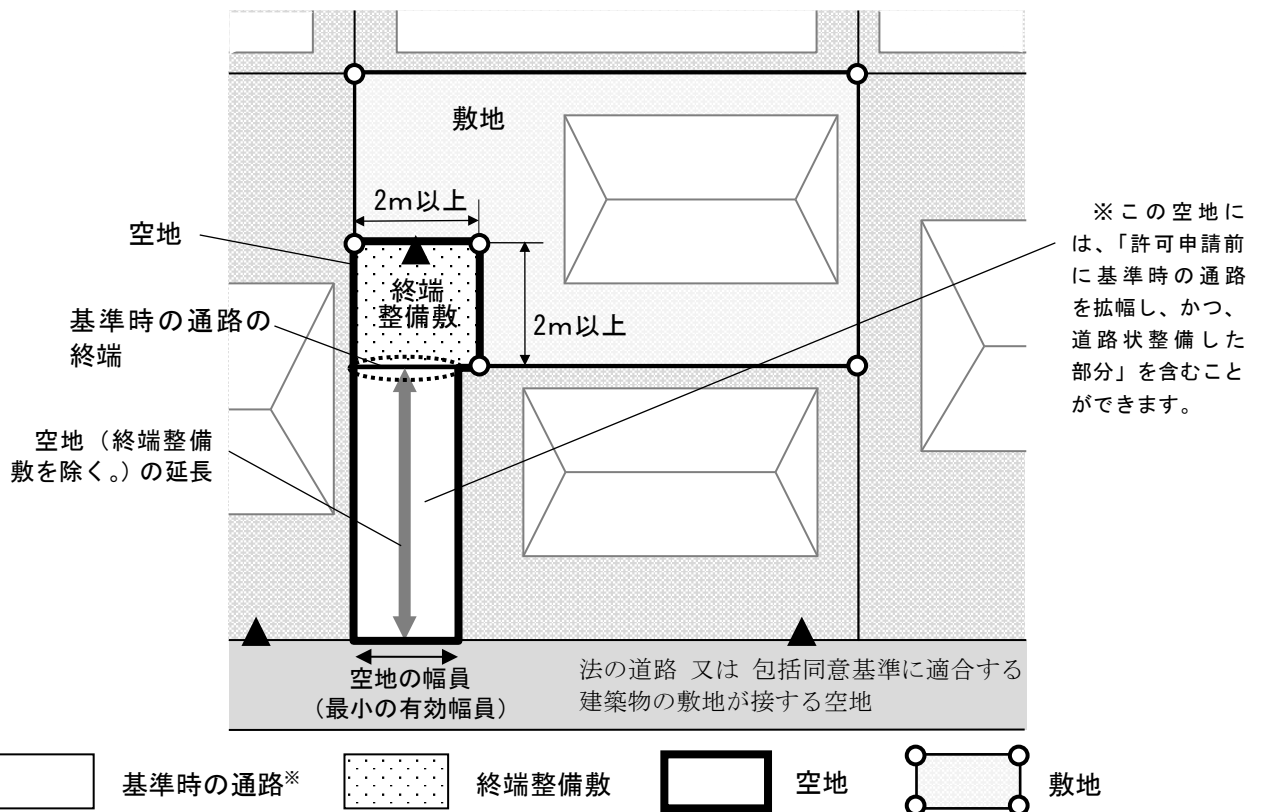 敷地
2m以上
空地
終端
整備敷
2m以上
基準時の通路の
終端
空地（終端整備
敷を除く。）の延長
※この空地に
は、「許可申請前
に基準時の通路
を拡幅し、かつ、
道路状整備した
部分」を含むこと
ができます。
空地の幅員
（最小の有効幅員）
法の道路 又は 包括同意基準に適合する
建築物の敷地が接する空地
基準時の通路※
終端整備敷
空地
敷地